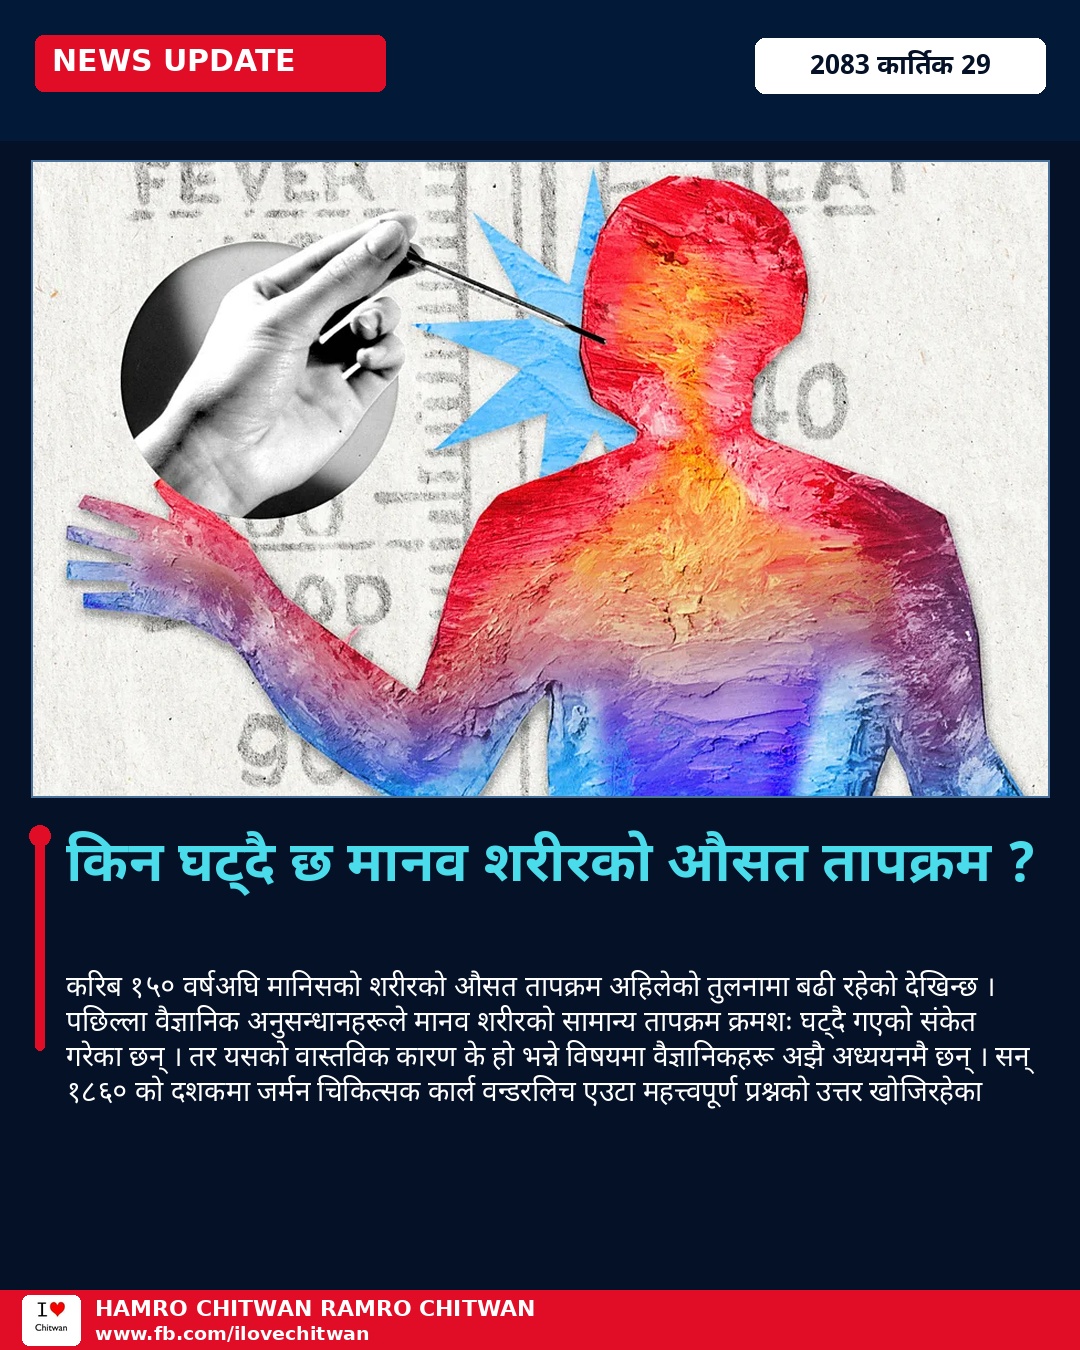 NEWS UPDATE
2083 कार्तिक 29
FEVER
HEAT
40
90
किन घट्दै छ मानव शरीरको औसत तापक्रम ?
करिब १५० वर्षअघि मानिसको शरीरको औसत तापक्रम अहिलेको तुलनामा बढी रहेको देखिन्छ ।
पछिल्ला वैज्ञानिक अनुसन्धानहरूले मानव शरीरको सामान्य तापक्रम क्रमशः घट्दै गएको संकेत
गरेका छन् । तर यसको वास्तविक कारण के हो भन्ने विषयमा वैज्ञानिकहरू अझै अध्ययनमै छन् । सन्
१८६० को दशकमा जर्मन चिकित्सक कार्ल वन्डरलिच एउटा महत्त्वपूर्ण प्रश्नको उत्तर खोजिरहेका
I❤
Chitwan
HAMRO CHITWAN RAMRO CHITWAN
www.fb.com/ilovechitwan